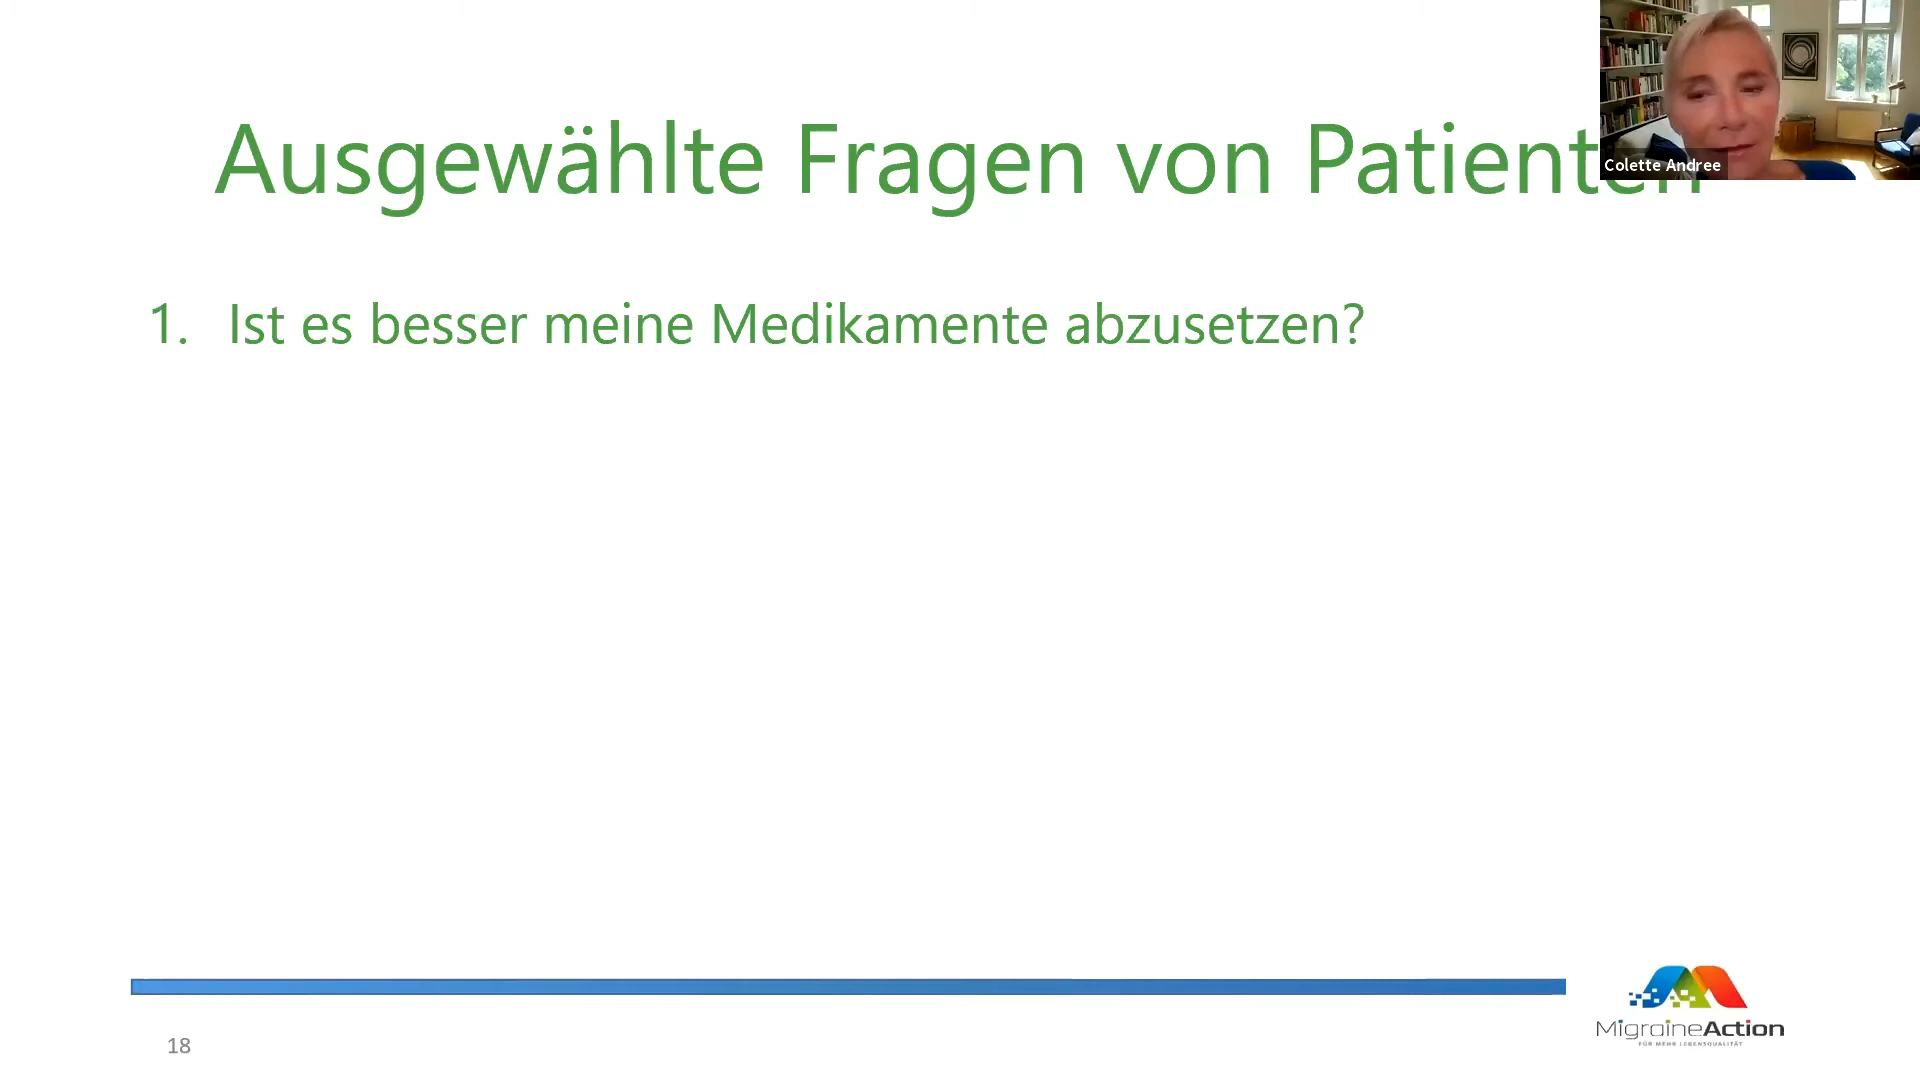 Ausgewählte Fragen von Patienten
Colette Andree
1. Ist es besser meine Medikamente abzusetzen?
18
MigraineAction
FÜR MEHR LEBENSQUALITÄT